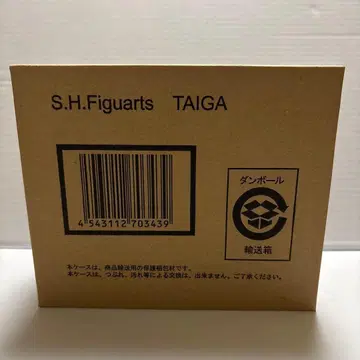 S.H.Figuarts TAIGA
4 543112 703439
ダンボール
輸送箱
本ケースは、商品輸送用の保護梱包材です。
本ケースは、つぶれ、汚れ等による交換は、出来ません。ご了承ください。